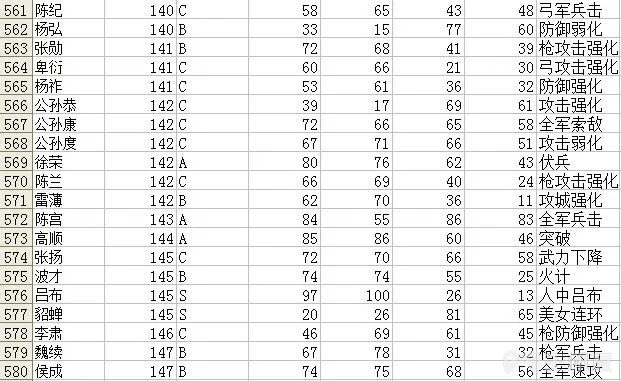 561 陈纪 140 C 58 65 43 48 弓军兵击
562 杨弘 140 B 33 15 77 60 防御弱化
563 张勋 141 B 72 68 41 39 枪攻击强化
564 卑衍 141 C 60 66 21 30 弓攻击强化
565 杨祚 141 C 53 61 36 32 防御强化
566 公孙恭 142 C 39 17 69 61 攻击强化
567 公孙康 142 C 72 66 65 58 全军索敌
568 公孙度 142 C 67 71 66 51 攻击弱化
569 徐荣 142 A 80 76 62 43 伏兵
570 陈兰 142 C 66 69 40 24 枪攻击强化
571 雷薄 142 B 62 70 36 11 攻城强化
572 陈宫 143 A 84 55 86 83 全军兵击
573 高顺 144 A 85 86 60 46 突破
574 张扬 145 C 72 70 66 58 武力下降
575 波才 145 B 74 74 55 25 火计
576 吕布 145 S 97 100 26 13 人中吕布
577 貂蝉 145 S 20 26 81 65 美女连环
578 李肃 146 C 46 69 61 45 枪防御强化
579 魏续 147 B 67 78 31 32 枪军兵击
580 侯成 147 B 74 75 68 56 全军速攻